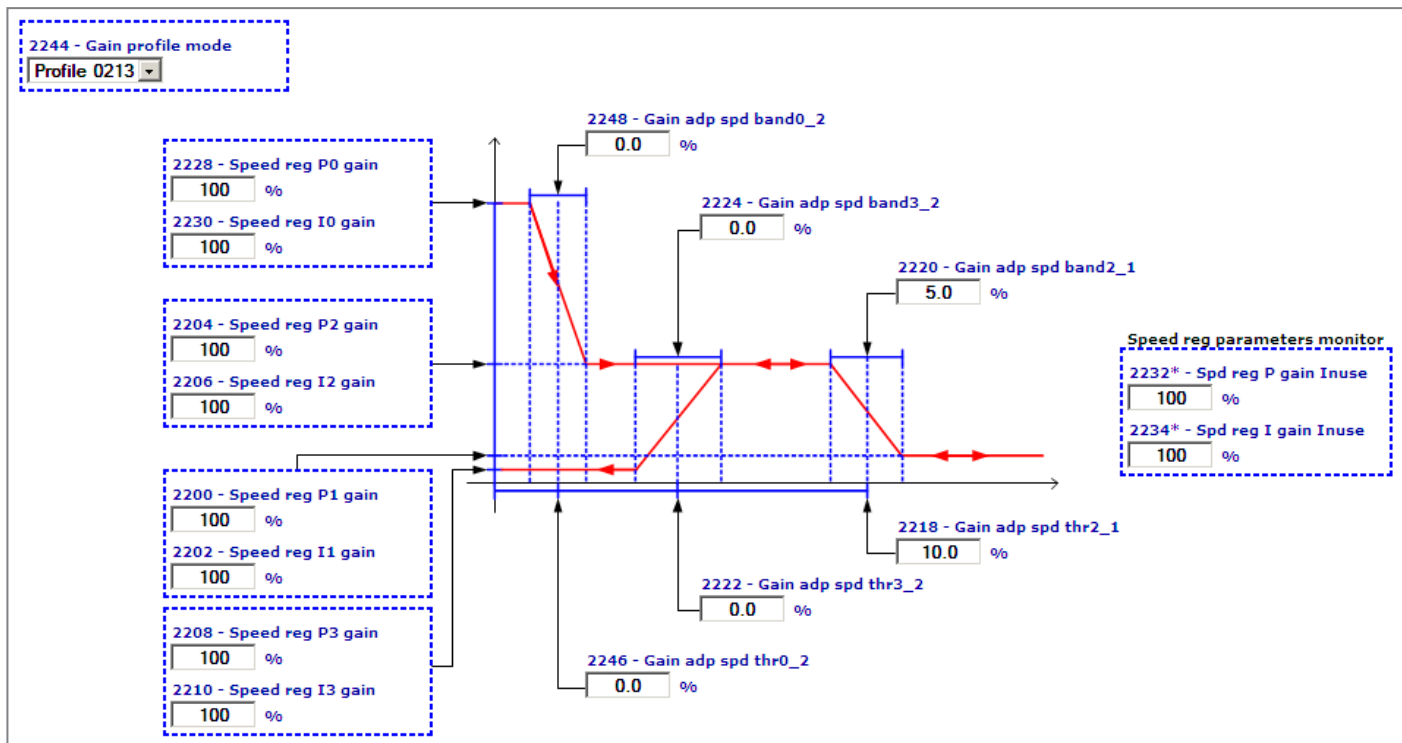 2244 - Gain profile mode
Profile 0213
2248 - Gain adp spd band0_2
0.0 %
2228 - Speed reg P0 gain
100 %
2230 - Speed reg I0 gain
100 %
2224 - Gain adp spd band3_2
0.0 %
2220 - Gain adp spd band2_1
5.0 %
2204 - Speed reg P2 gain
100 %
2206 - Speed reg I2 gain
100 %
Speed reg parameters monitor
2232* - Spd reg P gain Inuse
100 %
2234* - Spd reg I gain Inuse
100 %
2200 - Speed reg P1 gain
100 %
2202 - Speed reg I1 gain
100 %
2218 - Gain adp spd thr2_1
10.0 %
2222 - Gain adp spd thr3_2
0.0 %
2208 - Speed reg P3 gain
100 %
2210 - Speed reg I3 gain
100 %
2246 - Gain adp spd thr0_2
0.0 %